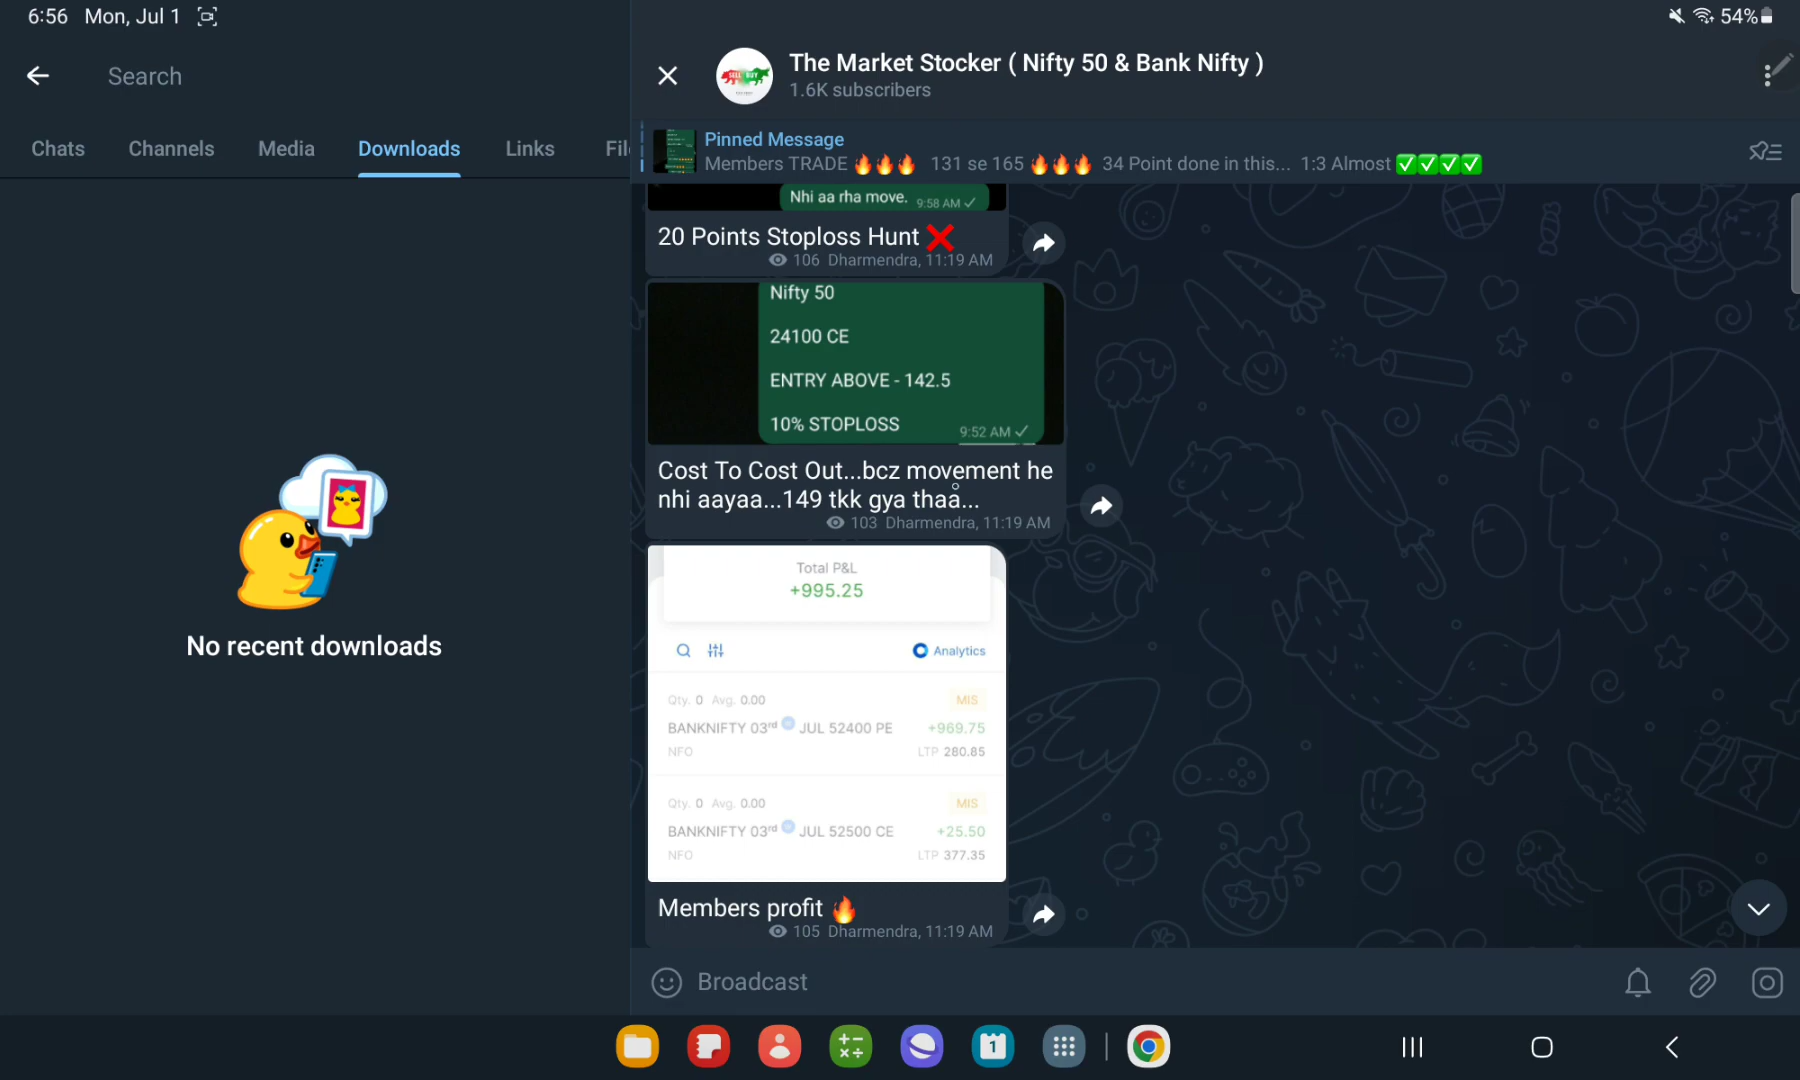 6:56 Mon, Jul 1
54%
Search
Chats Channels Media Downloads Links Fil
No recent downloads
The Market Stocker ( Nifty 50 & Bank Nifty )
1.6K subscribers
SELL BUY
Pinned Message
Members TRADE 🔥🔥🔥 131 se 165 🔥🔥🔥 34 Point done in this... 1:3 Almost ✅✅✅✅
Nhi aa rha move. 9:58 AM ✓
20 Points Stoploss Hunt ❌
106 Dharmendra, 11:19 AM
Nifty 50
24100 CE
ENTRY ABOVE - 142.5
10% STOPLOSS 9:52 AM ✓
Cost To Cost Out...bcz movement he
nhi aayaa...149 tkk gya thaa...
103 Dharmendra, 11:19 AM
Total P&L
+995.25
Analytics
Qty. 0 Avg. 0.00 MIS
BANKNIFTY 03rd JUL 52400 PE +969.75
NFO LTP 280.85
Qty. 0 Avg. 0.00 MIS
BANKNIFTY 03rd JUL 52500 CE +25.50
NFO LTP 377.35
Members profit 🔥
105 Dharmendra, 11:19 AM
Broadcast
1